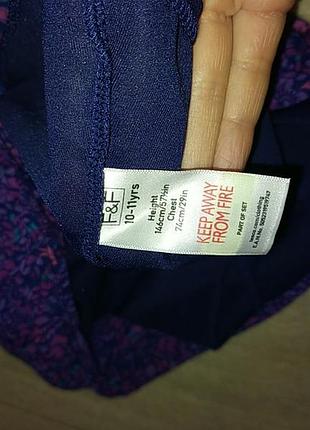 F&F
10-11yrs
Height
146cm/57½in
Chest
74cm/29in
KEEP AWAY
FROM FIRE
PART OF SET